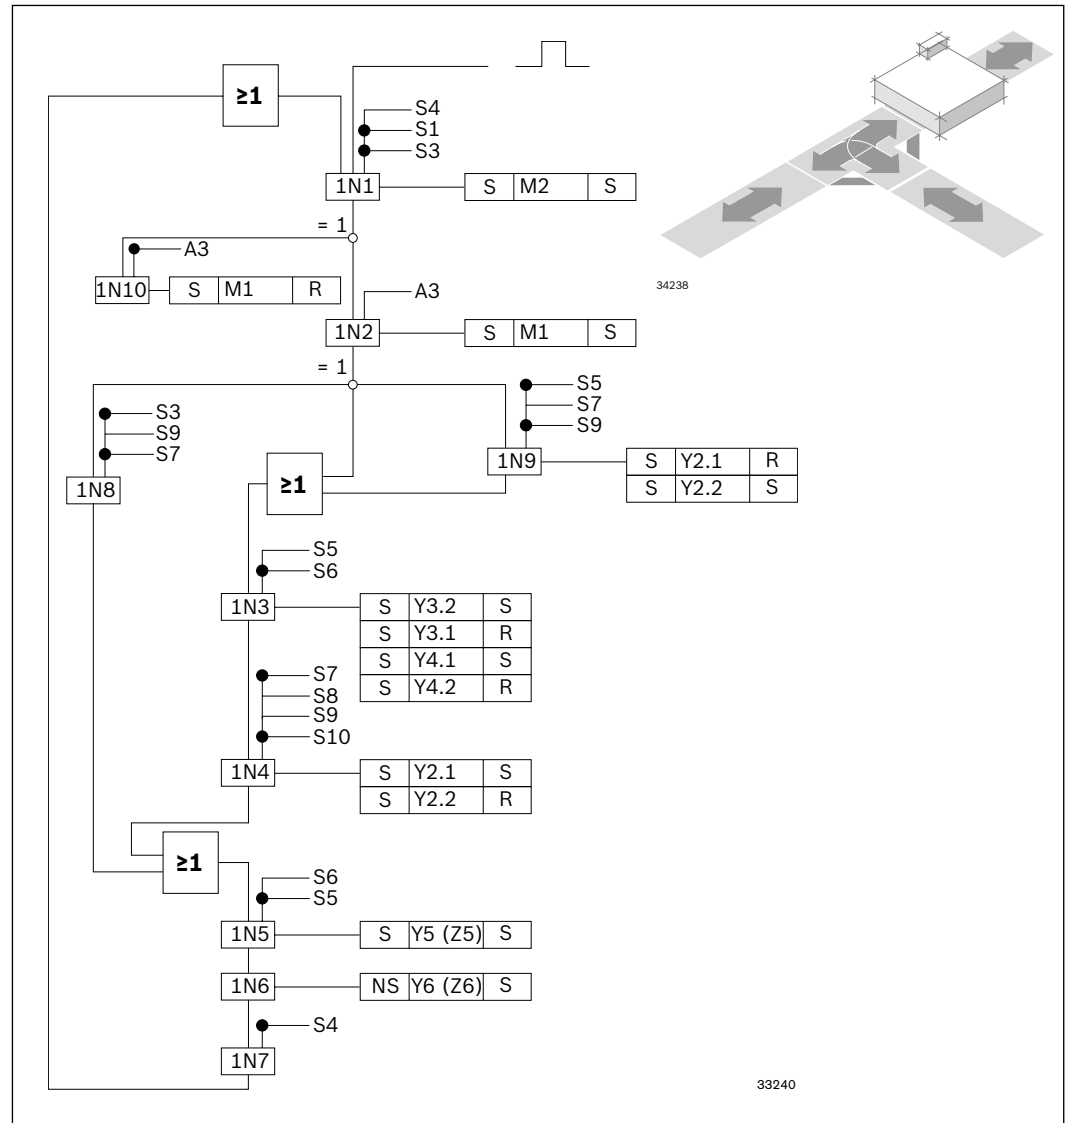 ≥1
S4
S1
S3
1N1
S M2 S
= 1
A3
1N10
S M1 R
34238
A3
1N2
S M1 S
= 1
S3
S9
S7
1N8
S5
S7
S9
1N9
S Y2.1 R
S Y2.2 S
≥1
S5
S6
1N3
S Y3.2 S
S Y3.1 R
S Y4.1 S
S Y4.2 R
S7
S8
S9
S10
1N4
S Y2.1 S
S Y2.2 R
≥1
S6
S5
1N5
S Y5 (Z5) S
1N6
NS Y6 (Z6) S
S4
1N7
33240